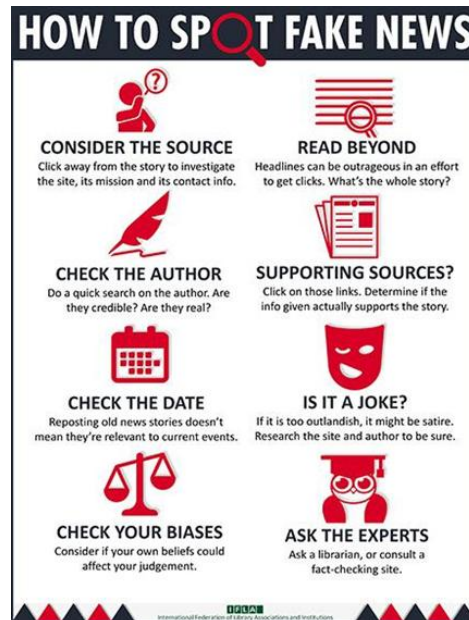 HOW TO SPOT FAKE NEWS
?
CONSIDER THE SOURCE
Click away from the story to investigate
the site, its mission and its contact info.
READ BEYOND
Headlines can be outrageous in an effort
to get clicks. What's the whole story?
CHECK THE AUTHOR
Do a quick search on the author. Are
they credible? Are they real?
SUPPORTING SOURCES?
Click on those links. Determine if the
info given actually supports the story.
CHECK THE DATE
Reposting old news stories doesn't
mean they're relevant to current events.
IS IT A JOKE?
If it is too outlandish, it might be satire.
Research the site and author to be sure.
CHECK YOUR BIASES
Consider if your own beliefs could
affect your judgement.
ASK THE EXPERTS
Ask a librarian, or consult a
fact-checking site.
IFLA
International Federation of Library Associations and Institutions